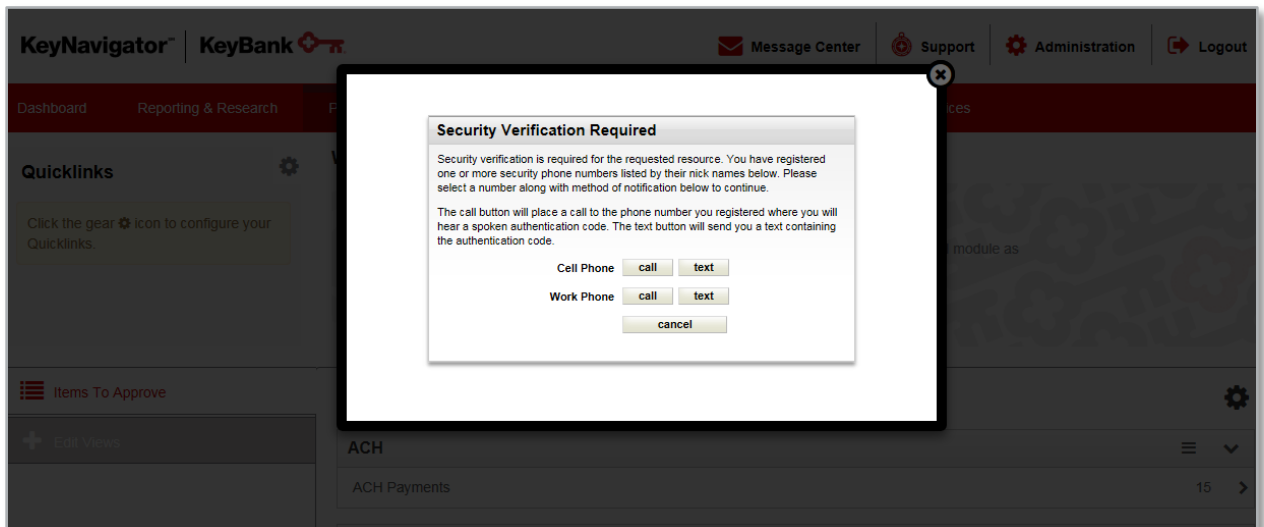 KeyNavigator™ KeyBank
Message Center Support Administration Logout
Dashboard Reporting & Research
Quicklinks
Click the gear icon to configure your
Quicklinks.
Security Verification Required
Security verification is required for the requested resource. You have registered
one or more security phone numbers listed by their nick names below. Please
select a number along with method of notification below to continue.
The call button will place a call to the phone number you registered where you will
hear a spoken authentication code. The text button will send you a text containing
the authentication code.
Cell Phone call text
Work Phone call text
cancel
module as
Items To Approve
Edit Views
ACH
ACH Payments 15